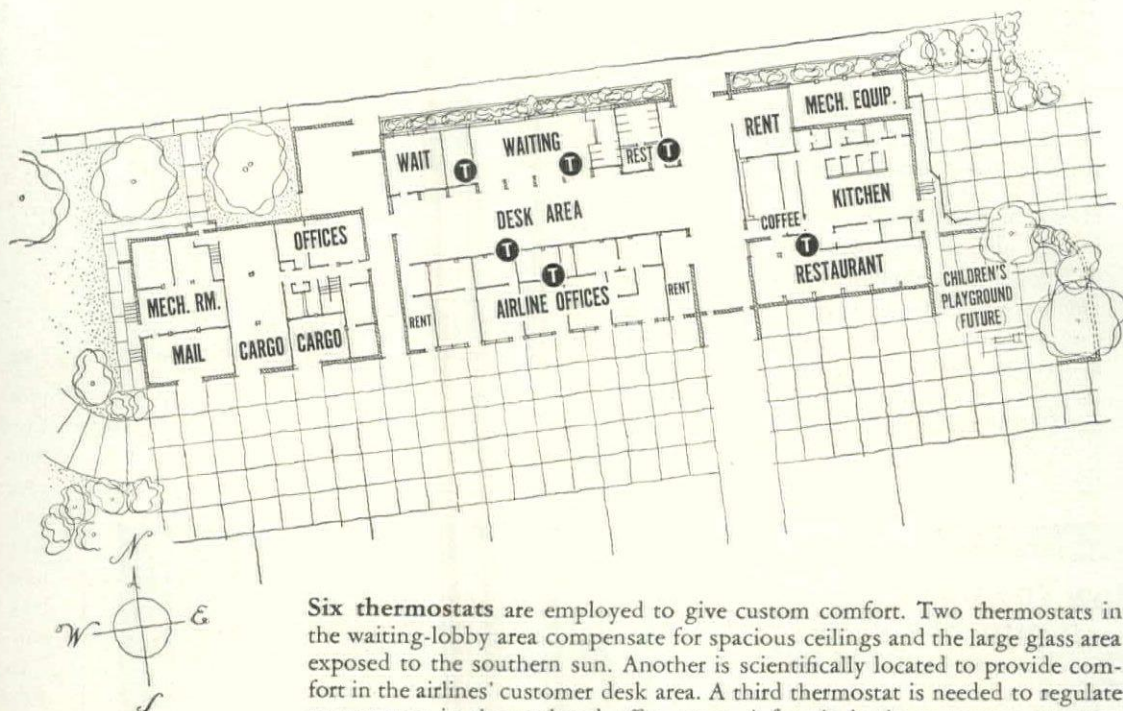 MECH. EQUIP.
RENT
WAITING
WAIT
T
T
REST
T
KITCHEN
DESK AREA
COFFEE
OFFICES
T
T
RESTAURANT
T
CHILDREN'S
PLAYGROUND
(FUTURE)
MECH. RM.
AIRLINE OFFICES
RENT
RENT
MAIL
CARGO
CARGO
N
W
E
S
Six thermostats are employed to give custom comfort. Two thermostats in
the waiting-lobby area compensate for spacious ceilings and the large glass area
exposed to the southern sun. Another is scientifically located to provide com-
fort in the airlines' customer desk area. A third thermostat is needed to regulate